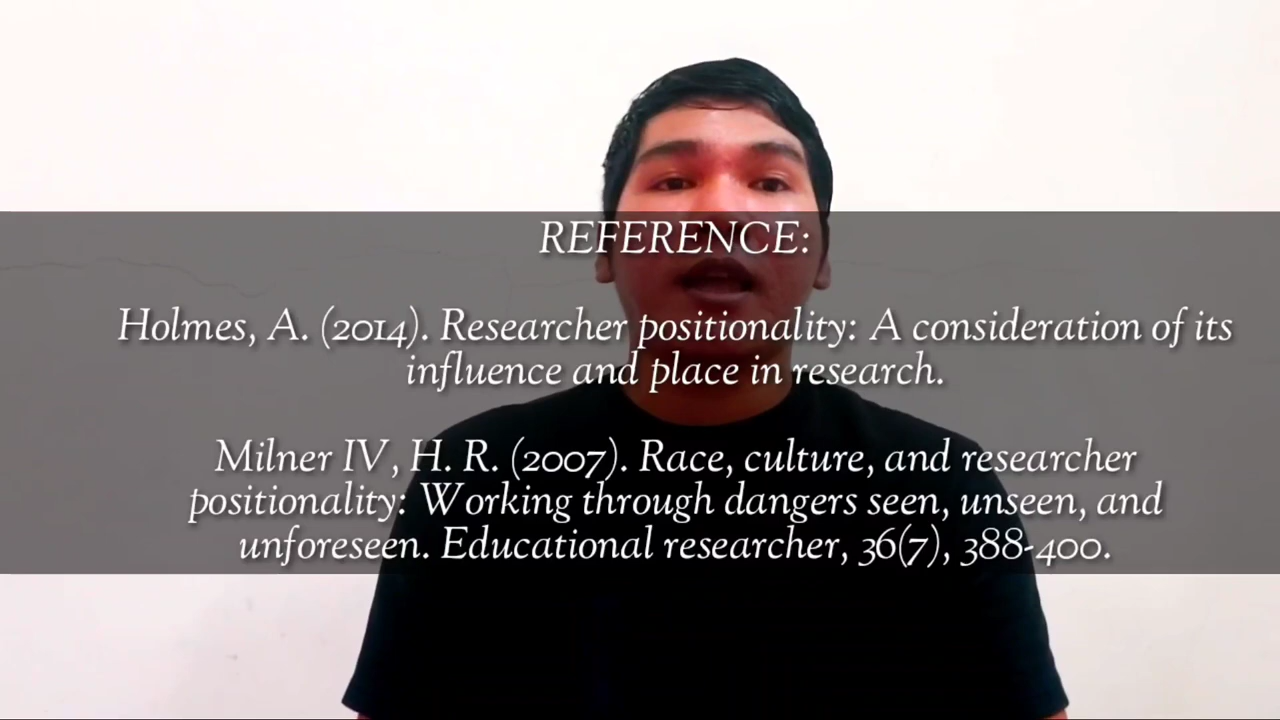 REFERENCE:
Holmes, A. (2014). Researcher positionality: A consideration of its
influence and place in research.
Milner IV, H. R. (2007). Race, culture, and researcher
positionality: Working through dangers seen, unseen, and
unforeseen. Educational researcher, 36(7), 388-400.